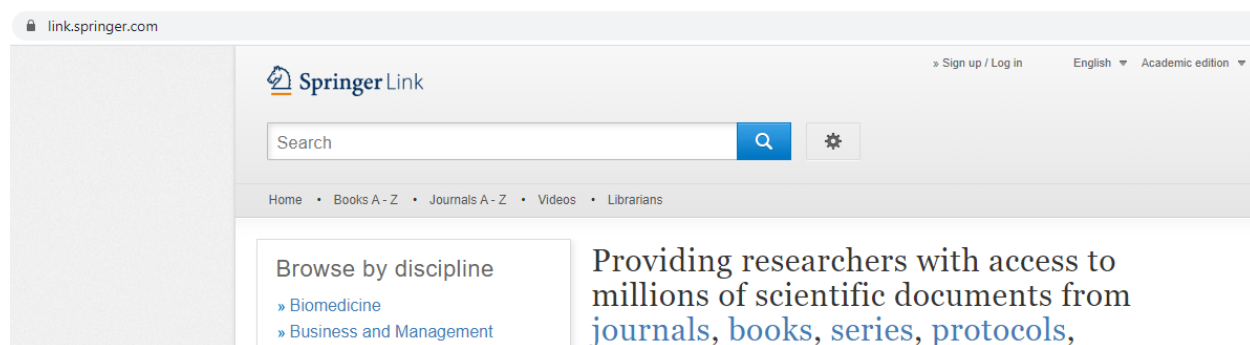 link.springer.com
» Sign up / Log in English Academic edition
Springer Link
Search
Home • Books A - Z • Journals A - Z • Videos • Librarians
Browse by discipline
» Biomedicine
» Business and Management
Providing researchers with access to
millions of scientific documents from
journals, books, series, protocols,